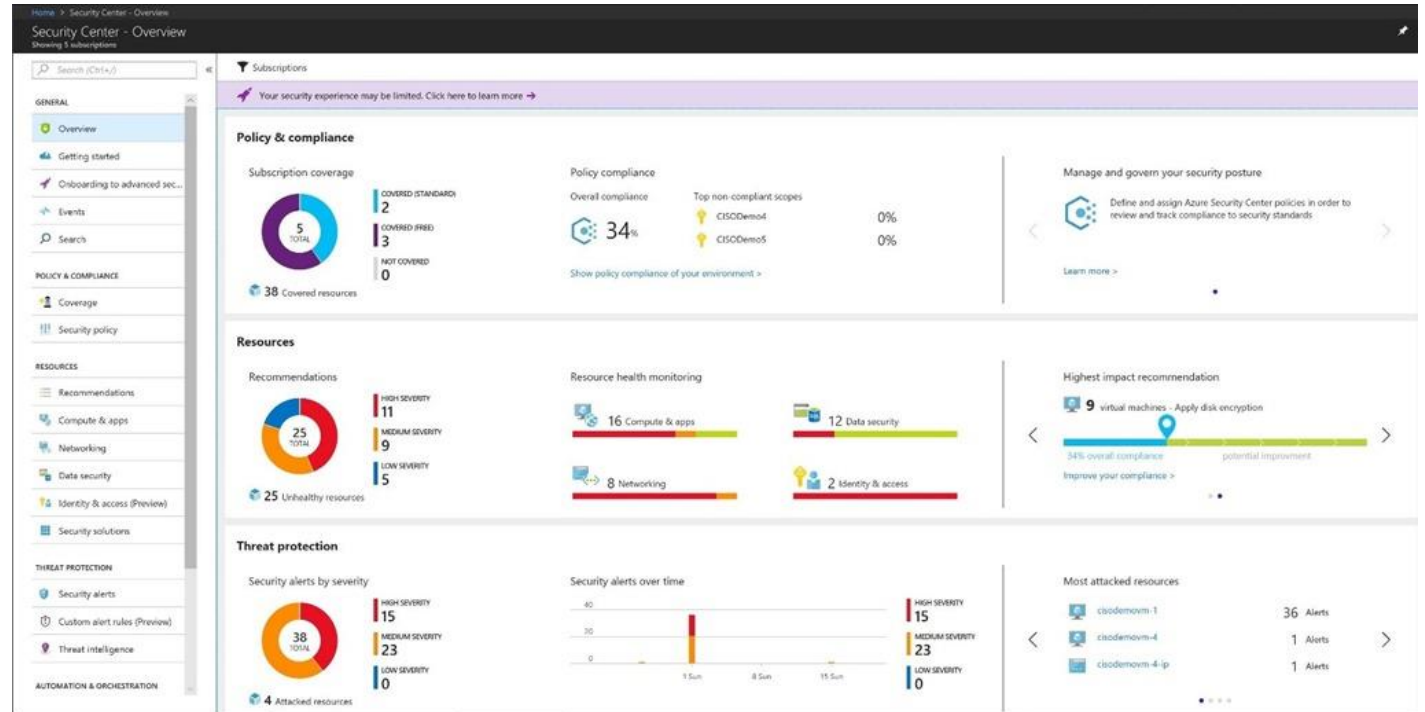 Home > Security Center - Overview
Security Center - Overview
Showing 5 subscriptions
Search (Ctrl+/)
«
GENERAL
Overview
Getting started
Onboarding to advanced sec...
Events
Search
POLICY & COMPLIANCE
Coverage
Security policy
RESOURCES
Recommendations
Compute & apps
Networking
Data security
Identity & access (Preview)
Security solutions
THREAT PROTECTION
Security alerts
Custom alert rules (Preview)
Threat intelligence
AUTOMATION & ORCHESTRATION
Subscriptions
Your security experience may be limited. Click here to learn more →
Policy & compliance
Subscription coverage
5
TOTAL
COVERED (STANDARD)
2
COVERED (FREE)
3
NOT COVERED
0
38 Covered resources
Policy compliance
Overall compliance
34%
Top non-compliant scopes
CISODemo4 0%
CISODemo5 0%
Show policy compliance of your environment >
Manage and govern your security posture
Define and assign Azure Security Center policies in order to
review and track compliance to security standards
Learn more >
Resources
Recommendations
25
TOTAL
HIGH SEVERITY
11
MEDIUM SEVERITY
9
LOW SEVERITY
5
25 Unhealthy resources
Resource health monitoring
16 Compute & apps
12 Data security
8 Networking
2 Identity & access
Highest impact recommendation
9 virtual machines - Apply disk encryption
34% overall compliance
potential improvment
Improve your compliance >
Threat protection
Security alerts by severity
38
TOTAL
HIGH SEVERITY
15
MEDIUM SEVERITY
23
LOW SEVERITY
0
4 Attacked resources
Security alerts over time
40
0
1 Sun
8 Sun
15 Sun
HIGH SEVERITY
15
MEDIUM SEVERITY
23
LOW SEVERITY
0
Most attacked resources
cisodemovm-1 36 Alerts
cisodemovm-4 1 Alerts
cisodemovm-4-ip 1 Alerts